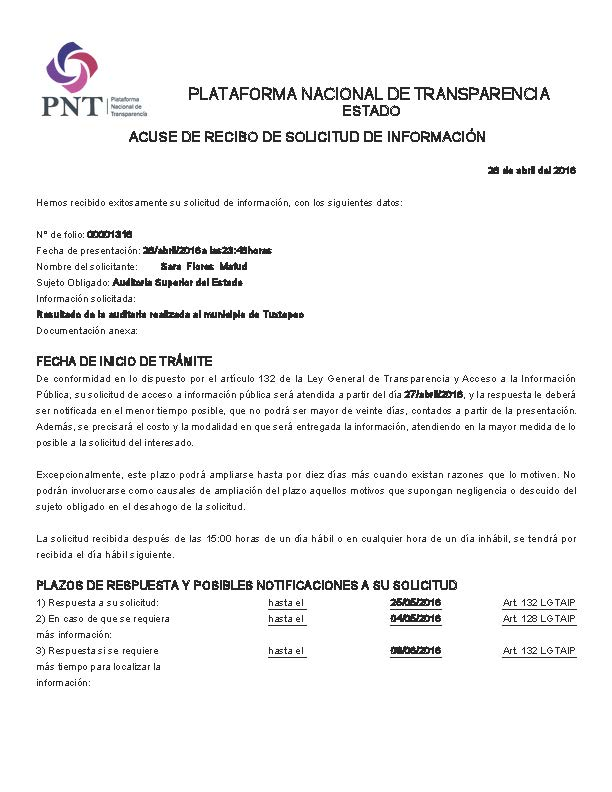 PNT Plataforma
Nacional de
Transparencia
PLATAFORMA NACIONAL DE TRANSPARENCIA
ESTADO
ACUSE DE RECIBO DE SOLICITUD DE INFORMACIÓN
26 de abril del 2016
Hemos recibido exitosamente su solicitud de información, con los siguientes datos:
N° de folio: 00001316
Fecha de presentación: 26/abril/2016 a las23:45horas
Nombre del solicitante: Sara Flores Matud
Sujeto Obligado: Auditoría Superior del Estado
Información solicitada:
Resultado de la auditoria realizada al municipio de Tuxtepec
Documentación anexa:
FECHA DE INICIO DE TRÁMITE
De conformidad en lo dispuesto por el artículo 132 de la Ley General de Transparencia y Acceso a la Información
Pública, su solicitud de acceso a información pública será atendida a partir del día 27/abril/2016, y la respuesta le deberá
ser notificada en el menor tiempo posible, que no podrá ser mayor de veinte días, contados a partir de la presentación.
Además, se precisará el costo y la modalidad en que será entregada la información, atendiendo en la mayor medida de lo
posible a la solicitud del interesado.
Excepcionalmente, este plazo podrá ampliarse hasta por diez días más cuando existan razones que lo motiven. No
podrán involucrarse como causales de ampliación del plazo aquellos motivos que supongan negligencia o descuido del
sujeto obligado en el desahogo de la solicitud.
La solicitud recibida después de las 15:00 horas de un día hábil o en cualquier hora de un día inhábil, se tendrá por
recibida el día hábil siguiente.
PLAZOS DE RESPUESTA Y POSIBLES NOTIFICACIONES A SU SOLICITUD
1) Respuesta a su solicitud: hasta el 25/05/2016 Art. 132 LGTAIP
2) En caso de que se requiera hasta el 04/05/2016 Art. 128 LGTAIP
más información:
3) Respuesta si se requiere hasta el 08/06/2016 Art. 132 LGTAIP
más tiempo para localizar la
información: